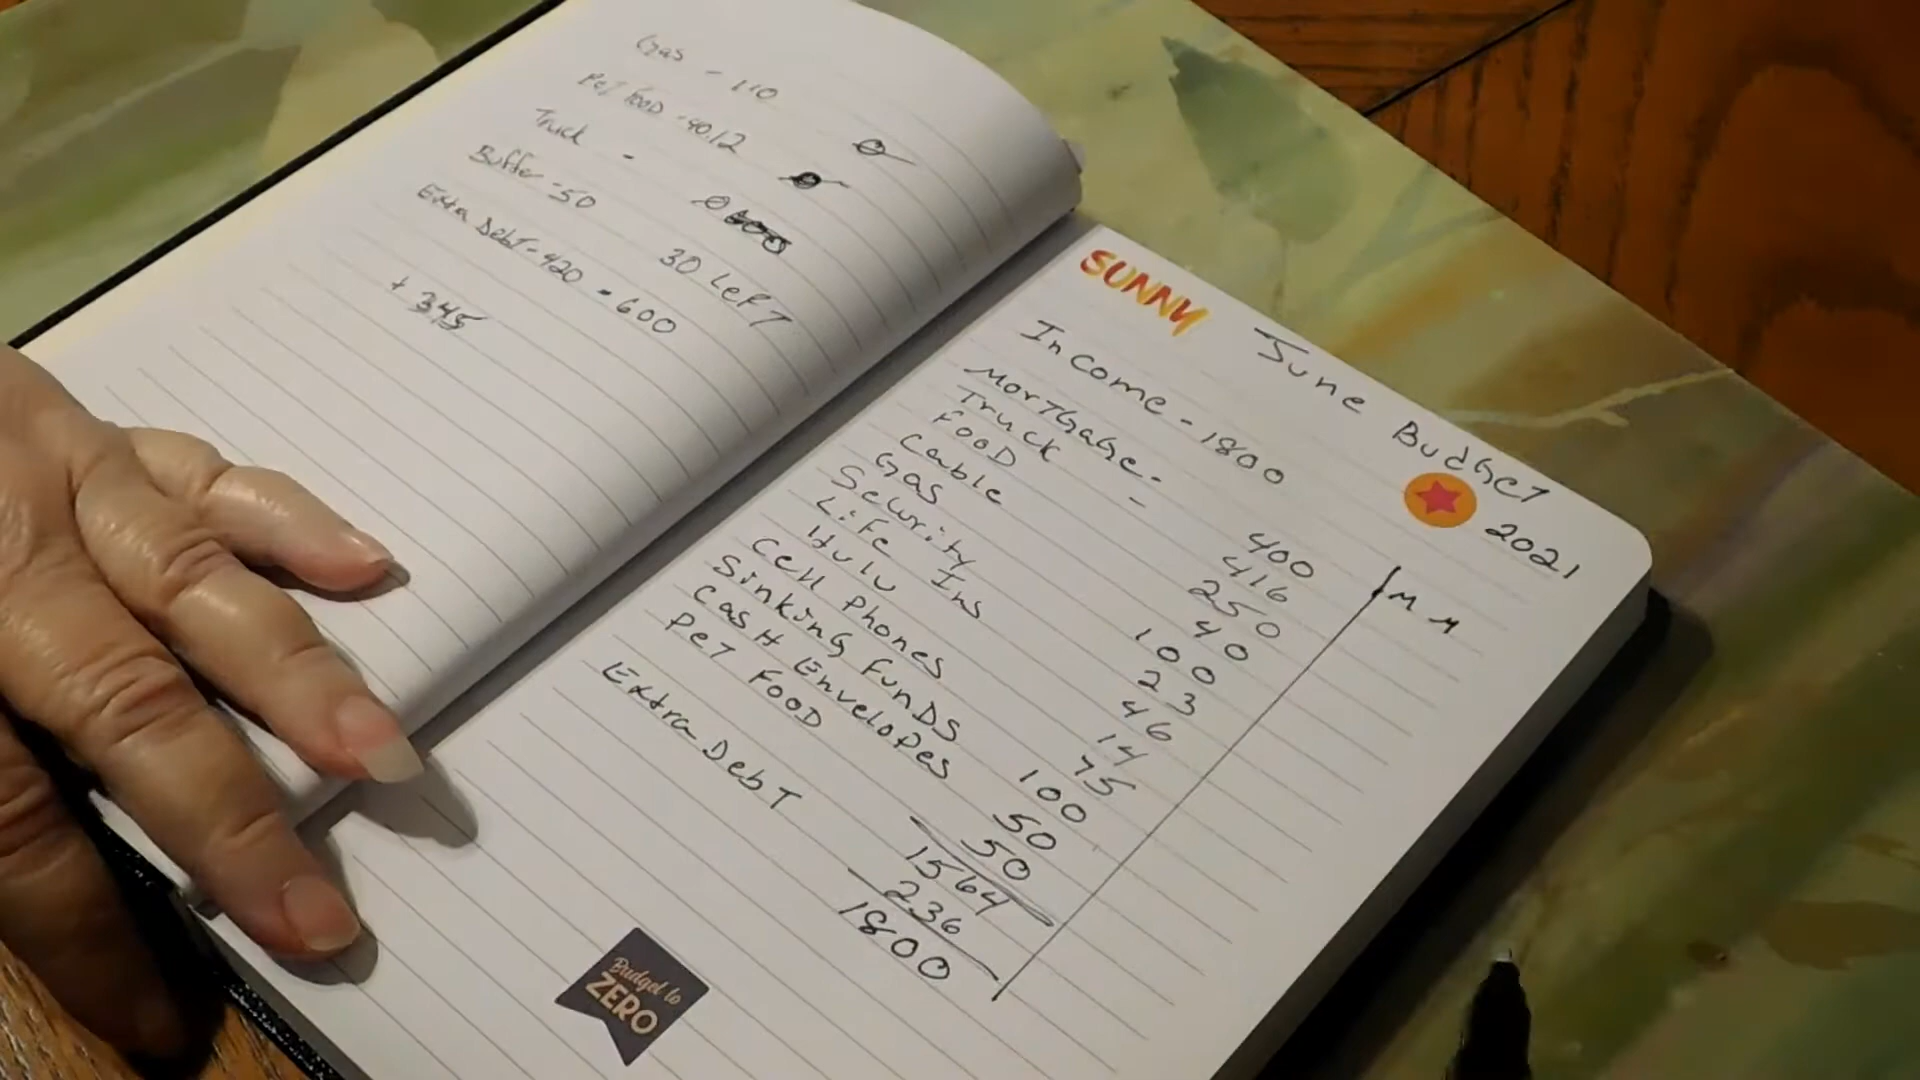 Gas - 110
Pet Food - 40.12
Truck -
Buffer - 50
30 Left
Extra Debt - 420 - 600
+ 345
SUNNY
June Budget 2021
Income - 1800
M M
Mortgage - 400
Truck - 416
Food 250
Cable 40
Gas 100
Security 23
Life Ins 46
Hulu 14
Cell Phones 75
Sinking Funds 100
Cash Envelopes 50
Pet Food 50
1564
Extra Debt 236
1800
Budget to
ZERO